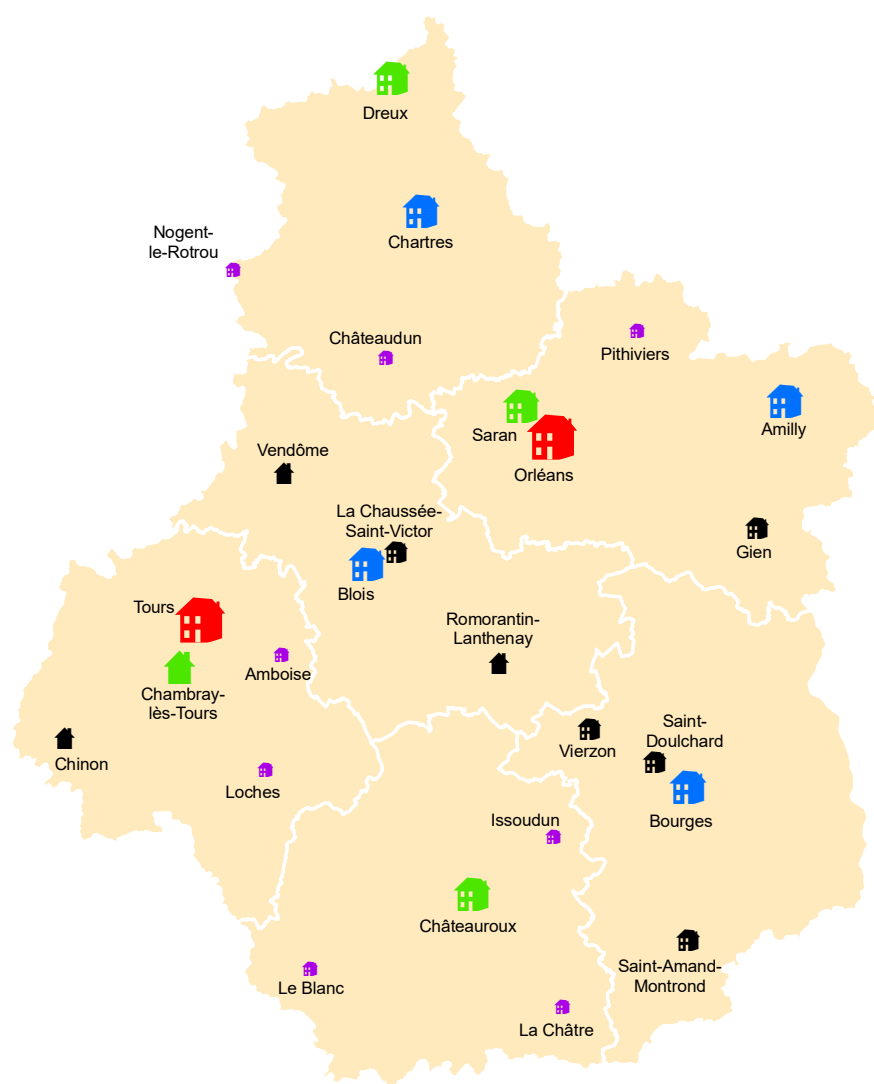 Dreux
Chartres
Nogent-
le-Rotrou
Châteaudun
Pithiviers
Saran
Orléans
Amilly
Vendôme
La Chaussée-
Saint-Victor
Blois
Gien
Tours
Chambray-
lès-Tours
Amboise
Romorantin-
Lanthenay
Chinon
Loches
Vierzon
Saint-
Doulchard
Bourges
Issoudun
Châteauroux
Le Blanc
La Châtre
Saint-Amand-
Montrond